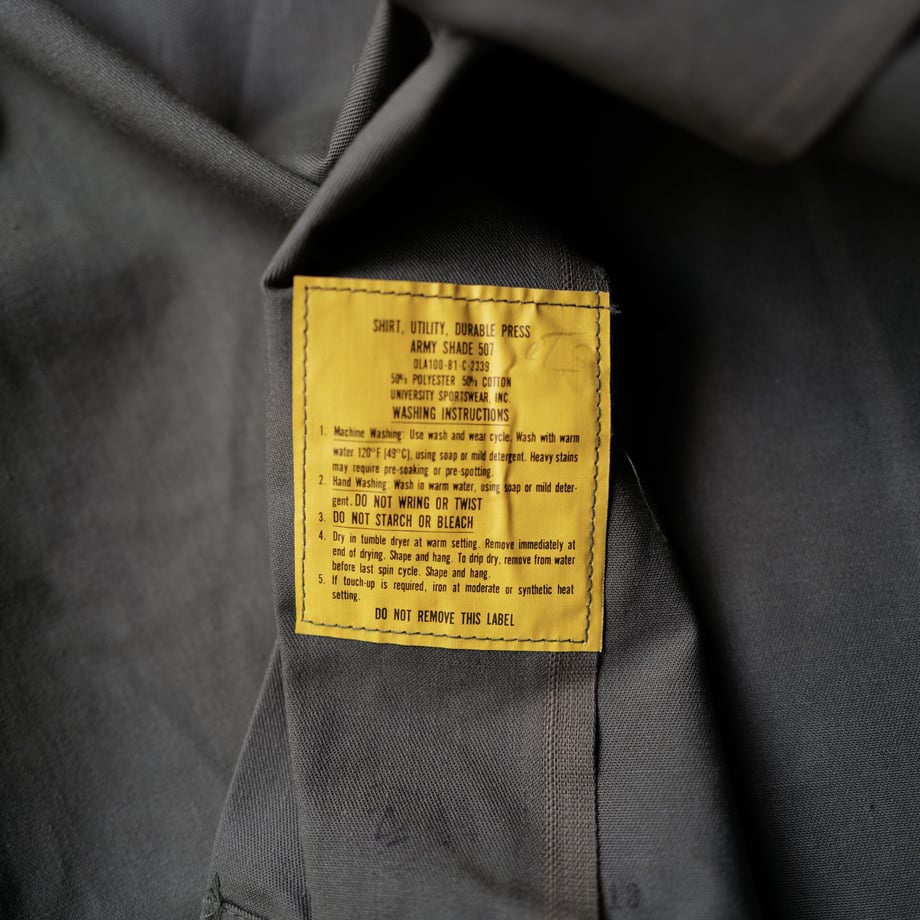 SHIRT, UTILITY, DURABLE PRESS
ARMY SHADE 507
DLA100-81-C-2339
50% POLYESTER 50% COTTON
UNIVERSITY SPORTSWEAR, INC.
WASHING INSTRUCTIONS
1. Machine Washing: Use wash and wear cycle. Wash with warm
water 120°F (49°C), using soap or mild detergent. Heavy stains
may require pre-soaking or pre-spotting.
2. Hand Washing: Wash in warm water, using soap or mild deter-
gent. DO NOT WRING OR TWIST
3. DO NOT STARCH OR BLEACH
4. Dry in tumble dryer at warm setting. Remove immediately at
end of drying. Shape and hang. To drip dry, remove from water
before last spin cycle. Shape and hang.
5. If touch-up is required, iron at moderate or synthetic heat
setting.
DO NOT REMOVE THIS LABEL